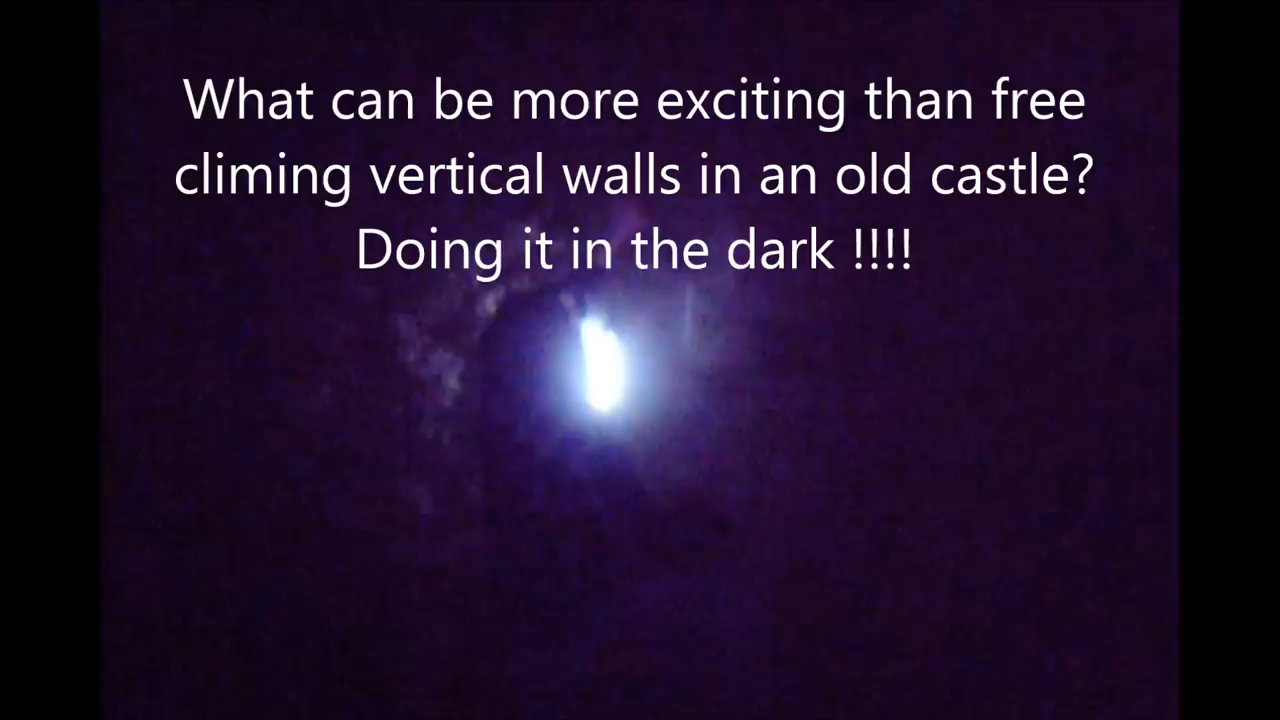 What can be more exciting than free
climing vertical walls in an old castle?
Doing it in the dark !!!!